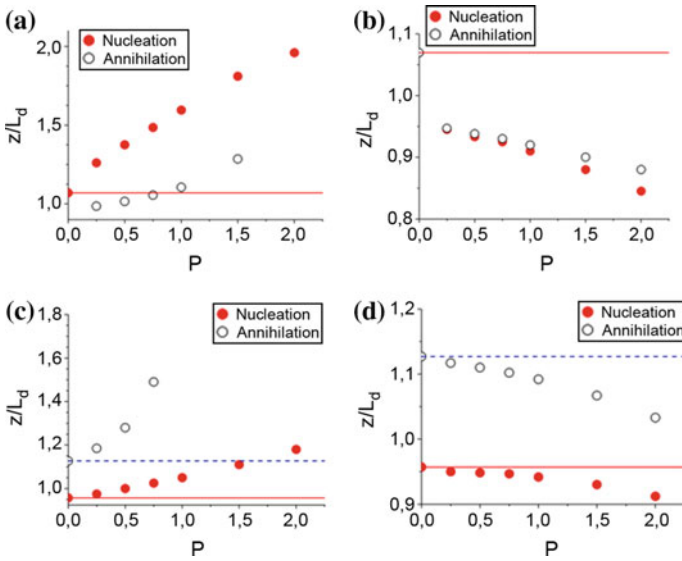 (a)
Nucleation
Annihilation
2,0
1,5
1,0
z/Ld
0,0 0,5 1,0 1,5 2,0
P
(b)
Nucleation
Annihilation
1,1
1,0
0,9
0,8
z/Ld
0,0 0,5 1,0 1,5 2,0
P
(c)
Nucleation
Annihilation
1,8
1,6
1,4
1,2
1,0
z/Ld
0,0 0,5 1,0 1,5 2,0
P
(d)
Nucleation
Annihilation
1,2
1,1
1,0
0,9
z/Ld
0,0 0,5 1,0 1,5 2,0
P